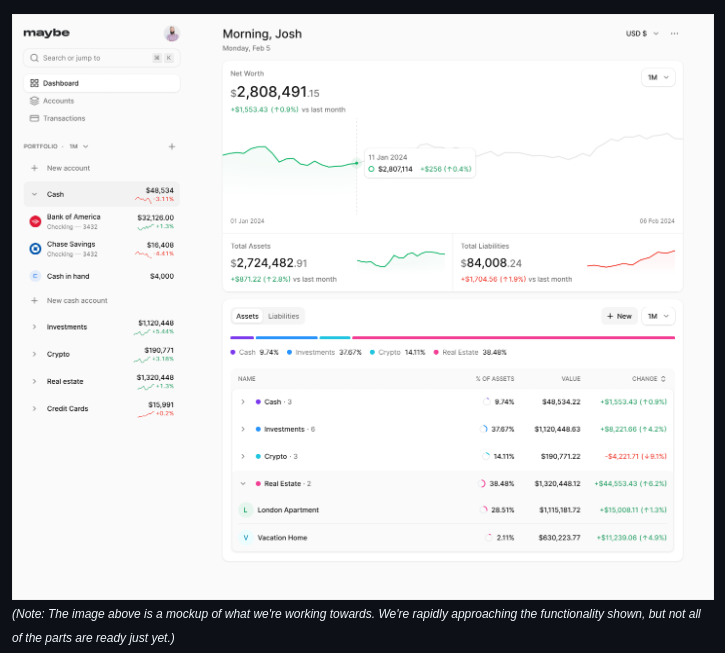 maybe
Search or jump to ⌘ K
Dashboard
Accounts
Transactions
PORTFOLIO · 1M
New account
Cash $48,534
-3.11%
Bank of America $32,126.00
Checking — 3432 +1.3%
Chase Savings $16,408
Checking — 3432 -4.41%
C Cash in hand $4,000
New cash account
Investments $1,120,448
+5.44%
Crypto $190,771
+3.18%
Real estate $1,320,448
+1.3%
Credit Cards $15,991
+0.2%
Morning, Josh
USD $
Monday, Feb 5
Net Worth
1M
$2,808,491.15
+$1,553.43 (↑0.9%) vs last month
11 Jan 2024
$2,807,114 +$256 (↑0.4%)
01 Jan 2024 06 Feb 2024
Total Assets
$2,724,482.91
+$871.22 (↑2.8%) vs last month
Total Liabilities
$84,008.24
+$1,704.56 (↑1.9%) vs last month
Assets Liabilities + New 1M
Cash 9.74% Investments 37.67% Crypto 14.11% Real Estate 38.48%
NAME % OF ASSETS VALUE CHANGE
Cash · 3 9.74% $48,534.22 +$1,553.43 (↑0.9%)
Investments · 6 37.67% $1,120,448.63 +$8,221.66 (↑4.2%)
Crypto · 3 14.11% $190,771.22 -$4,221.71 (↓9.1%)
Real Estate · 2 38.48% $1,320,448.12 +$44,553.43 (↑6.2%)
L London Apartment 28.51% $1,115,181.72 +$15,008.11 (↑1.3%)
V Vacation Home 2.11% $630,223.77 +$11,239.06 (↑4.9%)
(Note: The image above is a mockup of what we're working towards. We're rapidly approaching the functionality shown, but not all
of the parts are ready just yet.)